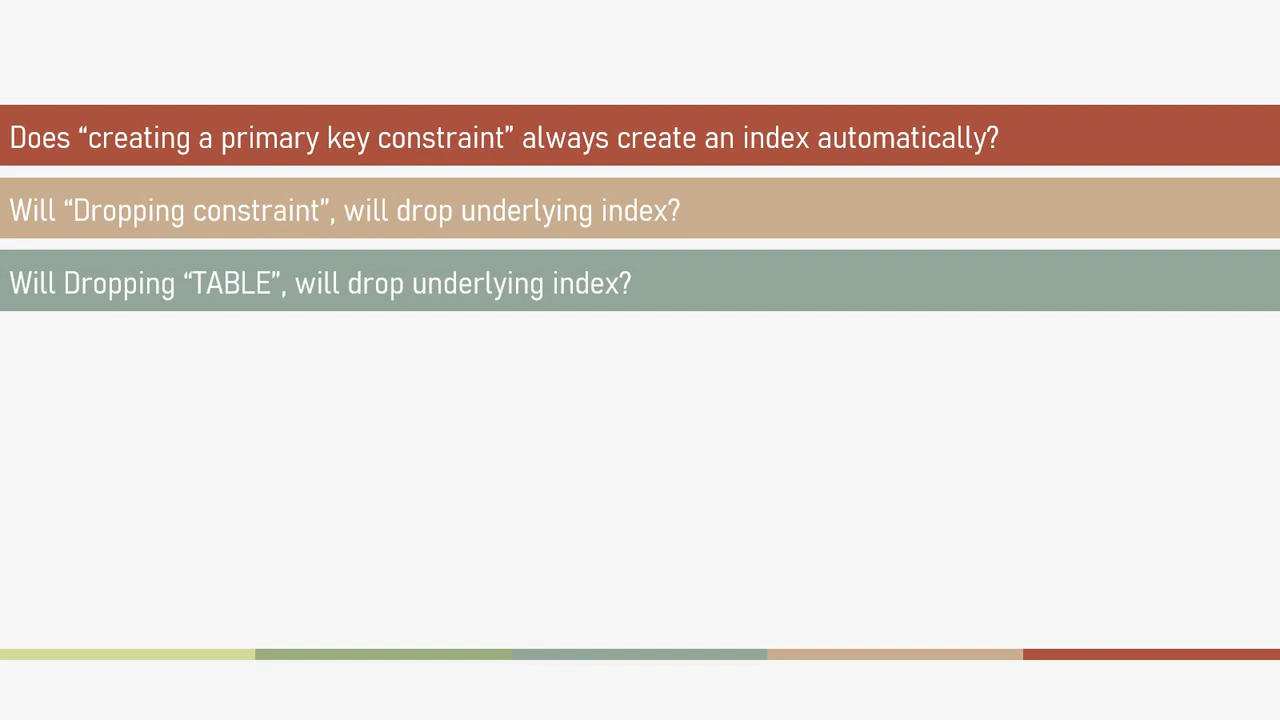 Does “creating a primary key constraint” always create an index automatically?
Will “Dropping constraint”, will drop underlying index?
Will Dropping “TABLE”, will drop underlying index?